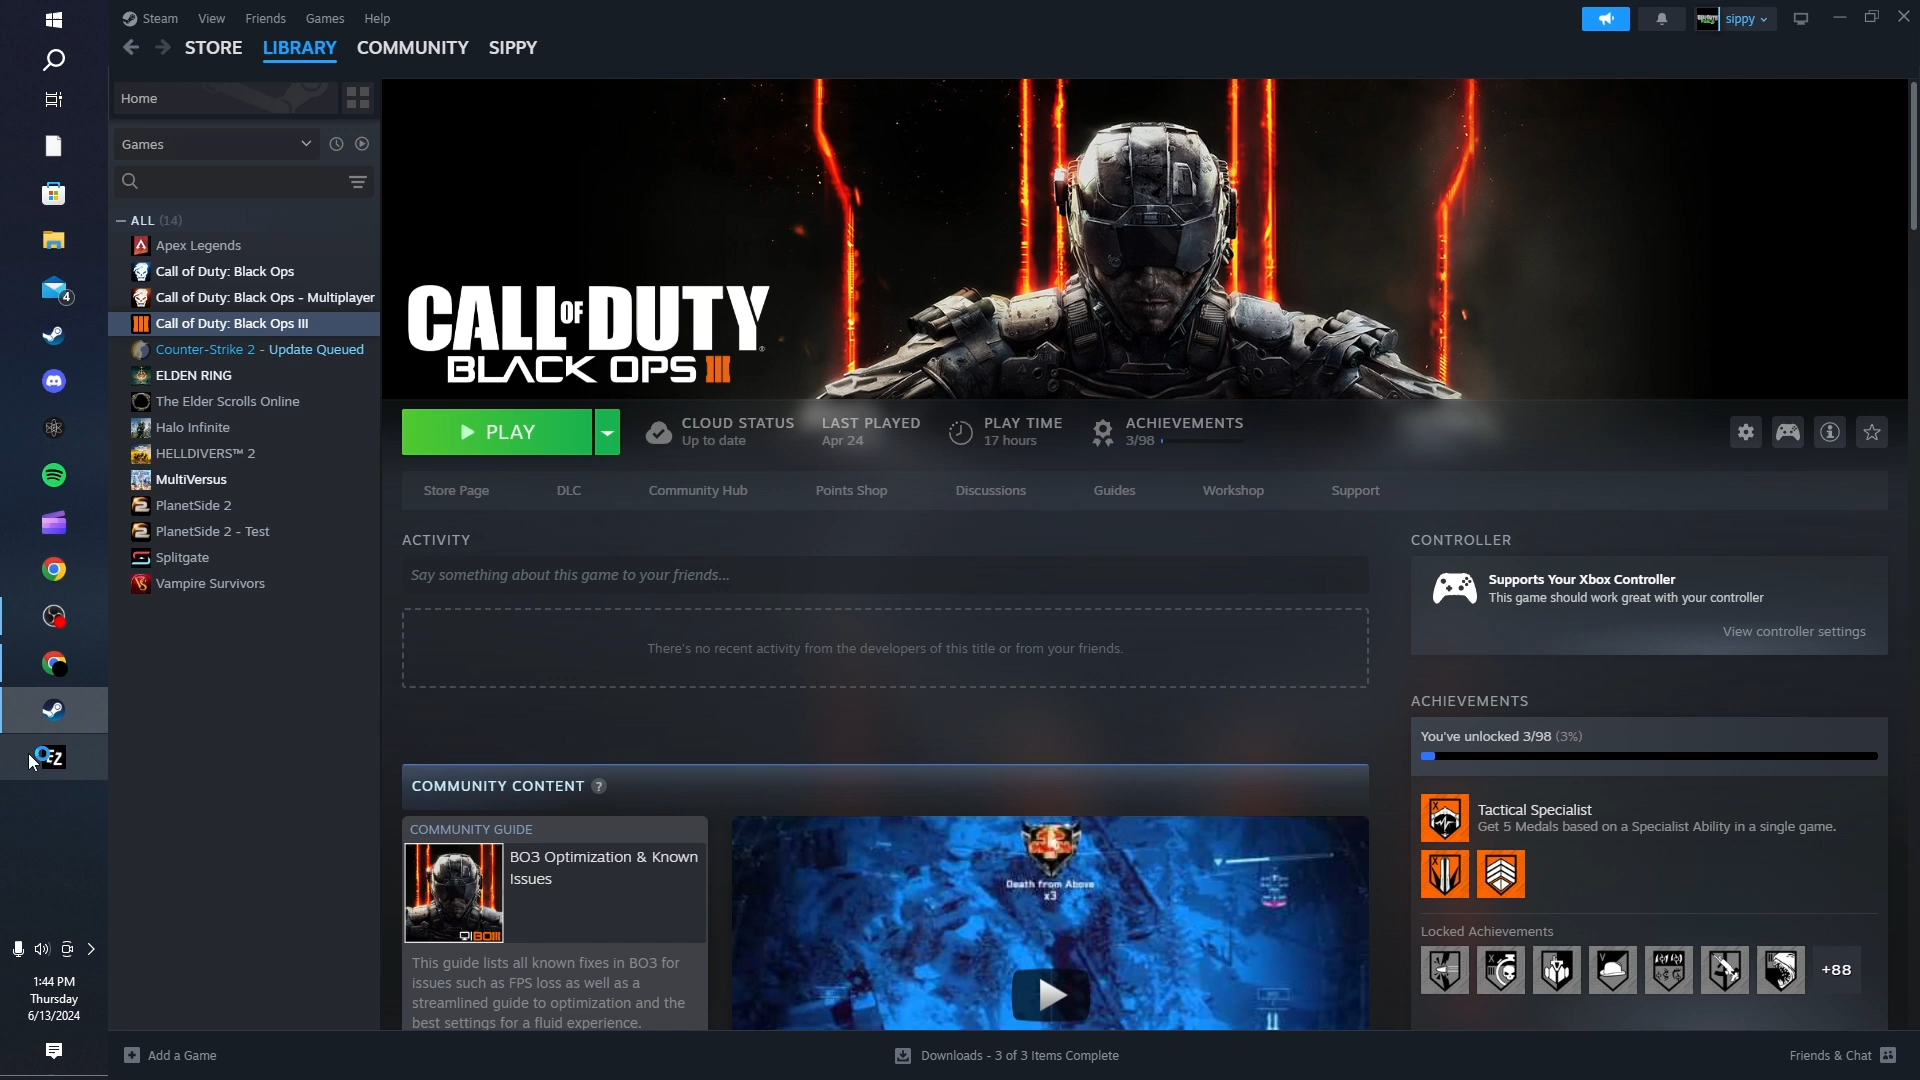 Steam View Friends Games Help
sippy
STORE LIBRARY COMMUNITY SIPPY
Home
Games
ALL (14)
Apex Legends
Call of Duty: Black Ops
Call of Duty: Black Ops - Multiplayer
Call of Duty: Black Ops III
Counter-Strike 2 - Update Queued
ELDEN RING
The Elder Scrolls Online
Halo Infinite
HELLDIVERS™ 2
MultiVersus
PlanetSide 2
PlanetSide 2 - Test
Splitgate
Vampire Survivors
CALL OF DUTY
BLACK OPS III
PLAY
CLOUD STATUS
Up to date
LAST PLAYED
Apr 24
PLAY TIME
17 hours
ACHIEVEMENTS
3/98
Store Page DLC Community Hub Points Shop Discussions Guides Workshop Support
ACTIVITY
Say something about this game to your friends...
There's no recent activity from the developers of this title or from your friends.
COMMUNITY CONTENT ?
COMMUNITY GUIDE
BO3 Optimization & Known
Issues
This guide lists all known fixes in BO3 for
issues such as FPS loss as well as a
streamlined guide to optimization and the
best settings for a fluid experience.
Death from Above
x3
CONTROLLER
Supports Your Xbox Controller
This game should work great with your controller
View controller settings
ACHIEVEMENTS
You've unlocked 3/98 (3%)
Tactical Specialist
Get 5 Medals based on a Specialist Ability in a single game.
Locked Achievements
+88
4
EZ
1:44 PM
Thursday
6/13/2024
Add a Game
Downloads - 3 of 3 Items Complete
Friends & Chat